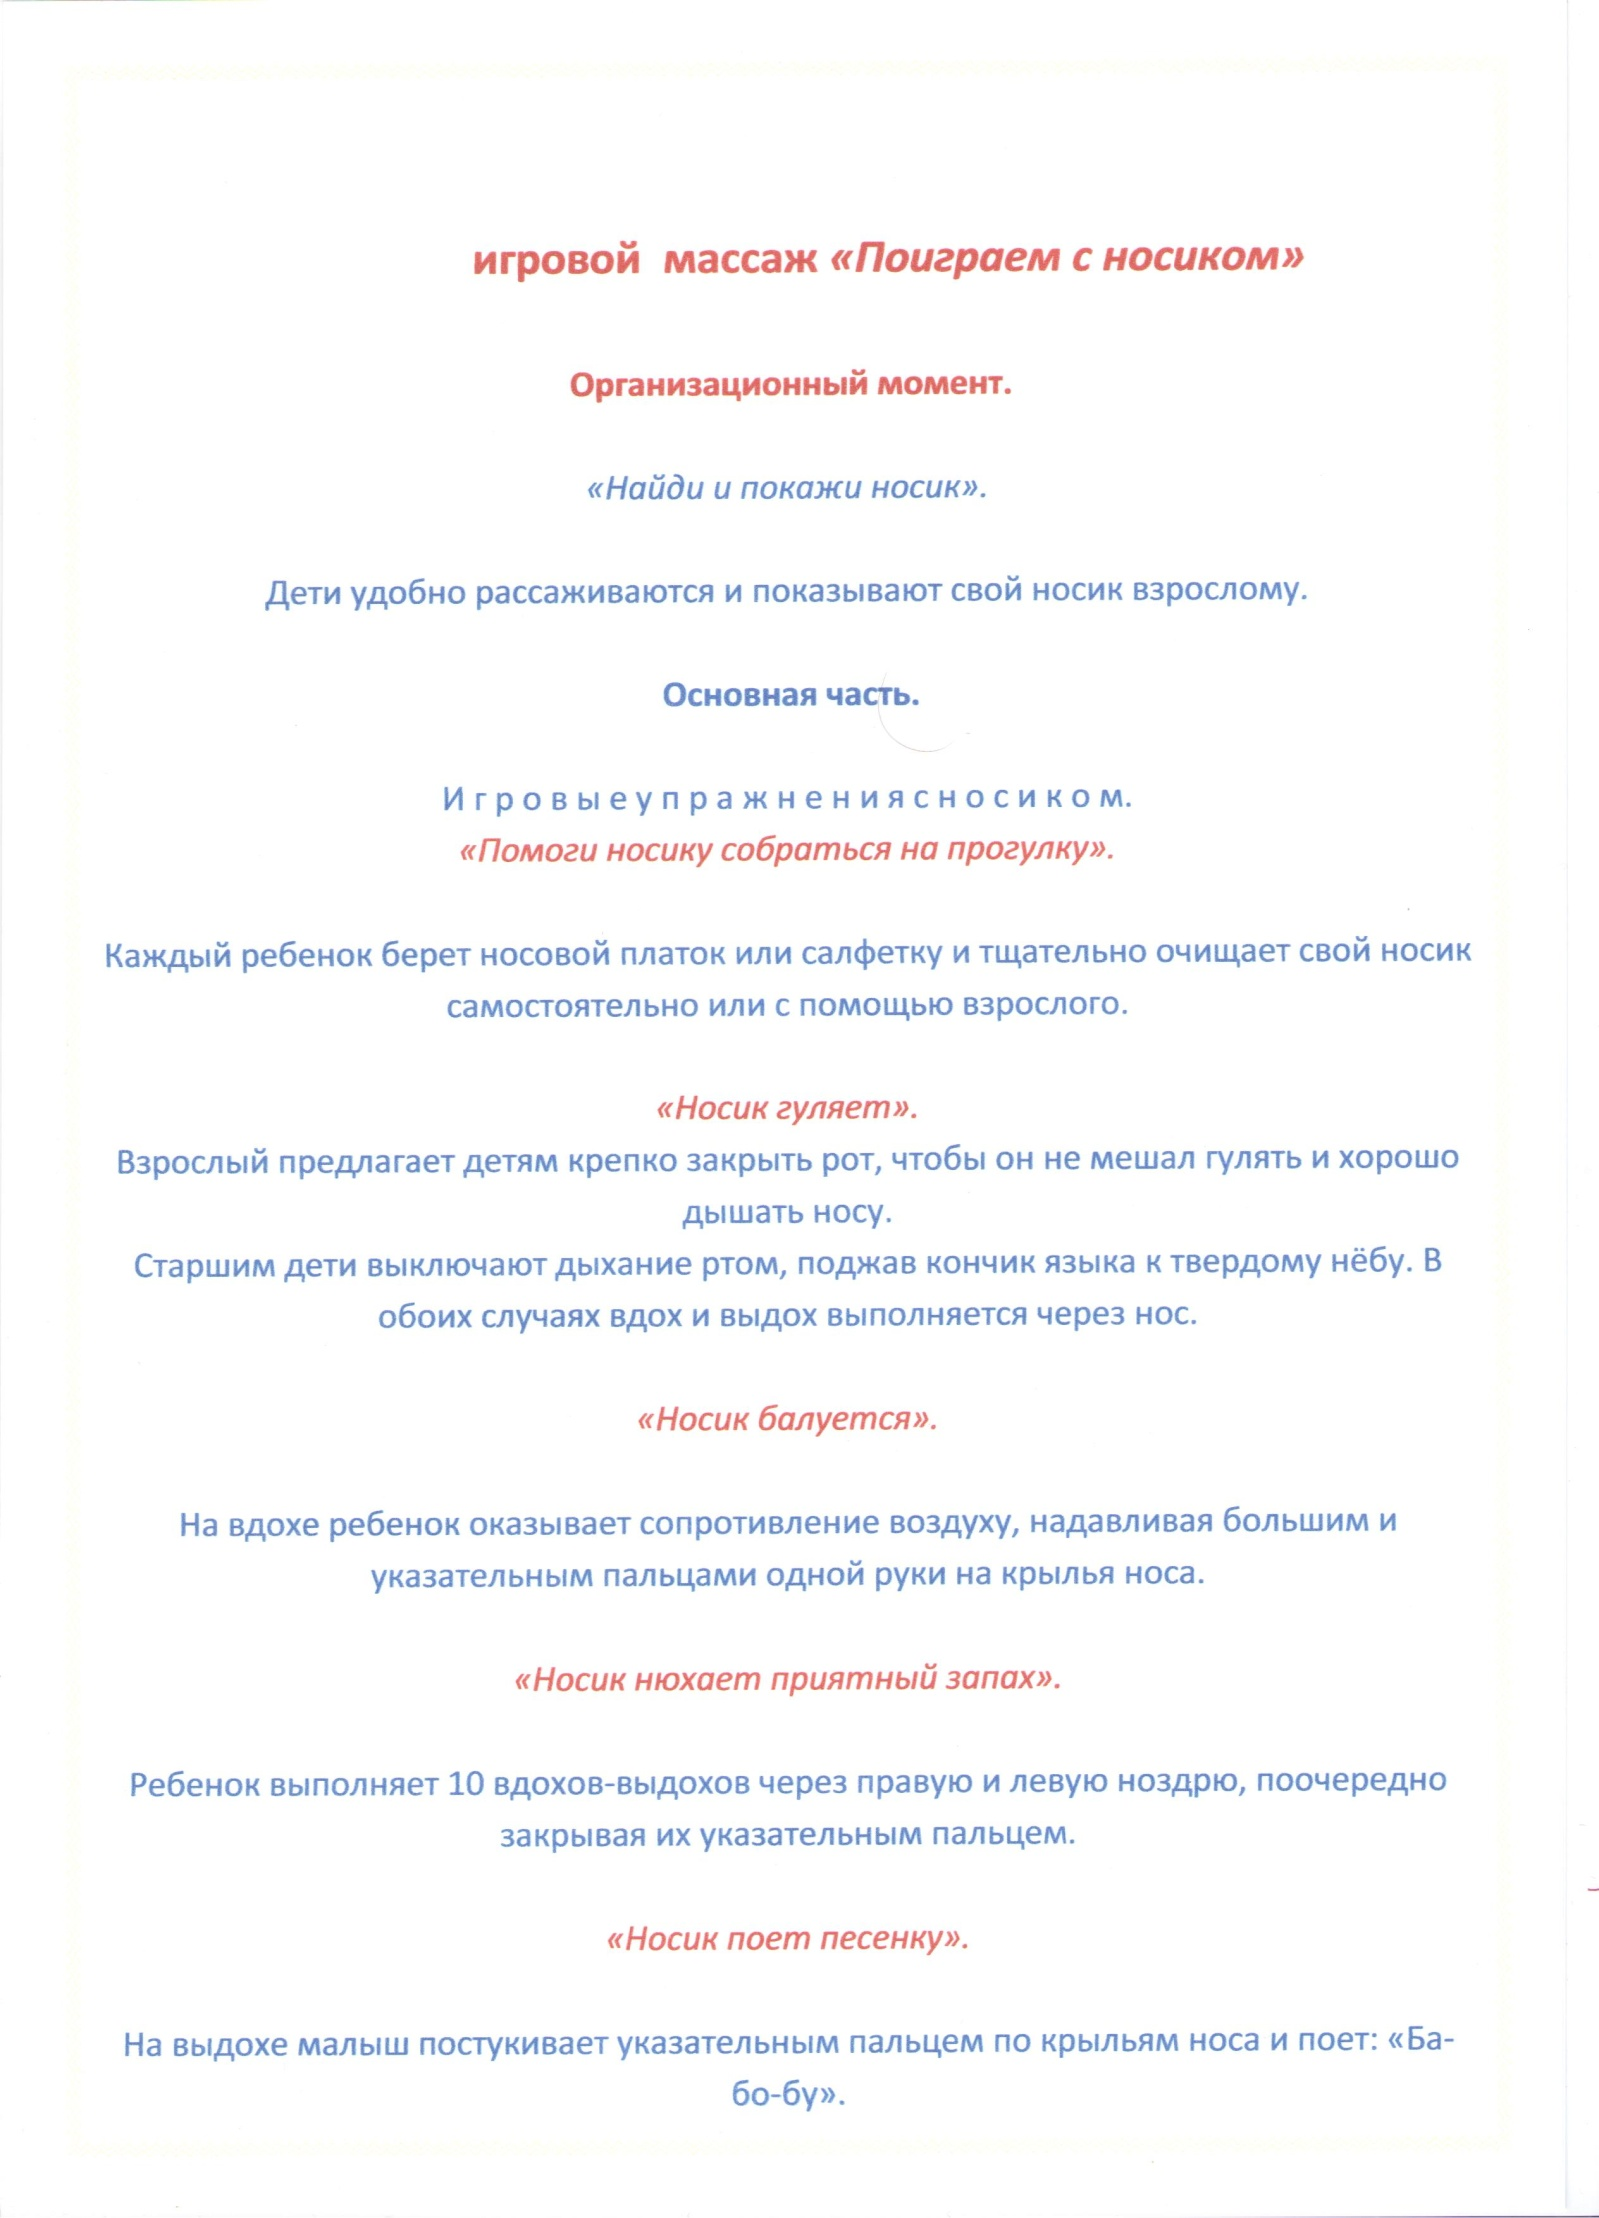 игровой массаж «Поиграем с носиком»
Организационный момент.
«Найди и покажи носик».
Дети удобно рассаживаются и показывают свой носик взрослому.
Основная часть.
И г р о в ы е у п р а ж н е н и я с н о с и к о м.
«Помоги носику собраться на прогулку».
Каждый ребенок берет носовой платок или салфетку и тщательно очищает свой носик
самостоятельно или с помощью взрослого.
«Носик гуляет».
Взрослый предлагает детям крепко закрыть рот, чтобы он не мешал гулять и хорошо
дышать носу.
Старшим дети выключают дыхание ртом, поджав кончик языка к твердому нёбу. В
обоих случаях вдох и выдох выполняется через нос.
«Носик балуется».
На вдохе ребенок оказывает сопротивление воздуху, надавливая большим и
указательным пальцами одной руки на крылья носа.
«Носик нюхает приятный запах».
Ребенок выполняет 10 вдохов-выдохов через правую и левую ноздрю, поочередно
закрывая их указательным пальцем.
«Носик поет песенку».
На выдохе малыш постукивает указательным пальцем по крыльям носа и поет: «Ба-
бо-бу».